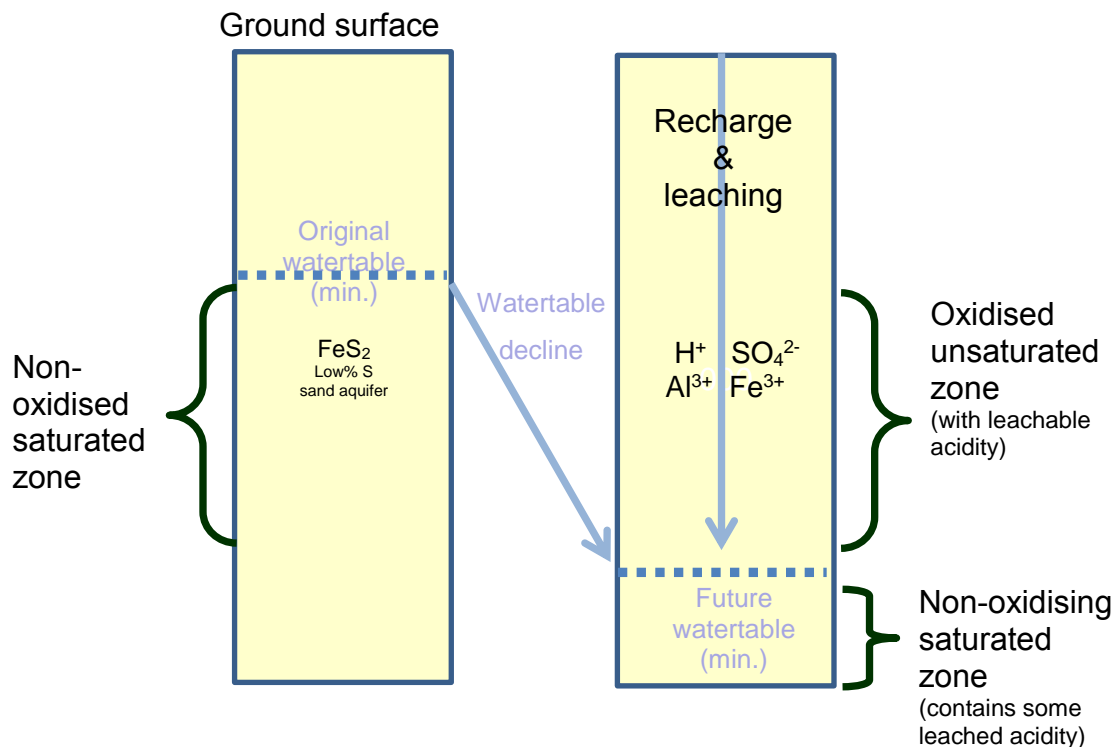 Ground surface
Original
watertable
(min.)
FeS₂
Low% S
sand aquifer
Non-
oxidised
saturated
zone
Watertable
decline
Recharge
&
leaching
H⁺ SO₄²⁻
Al³⁺ Fe³⁺
Future
watertable
(min.)
Oxidised
unsaturated
zone
(with leachable
acidity)
Non-oxidising
saturated
zone
(contains some
leached acidity)